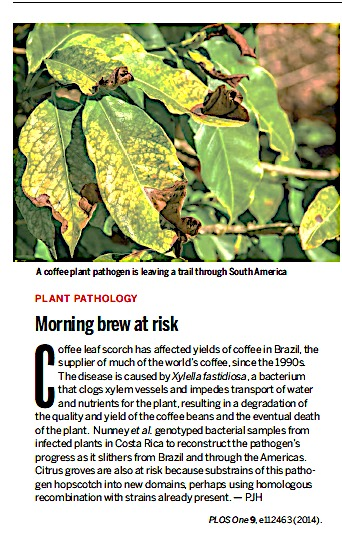 A coffee plant pathogen is leaving a trail through South America
PLANT PATHOLOGY
Morning brew at risk
Coffee leaf scorch has affected yields of coffee in Brazil, the
supplier of much of the world's coffee, since the 1990s.
The disease is caused by Xylella fastidiosa, a bacterium
that clogs xylem vessels and impedes transport of water
and nutrients for the plant, resulting in a degradation of
the quality and yield of the coffee beans and the eventual death
of the plant. Nunney et al. genotyped bacterial samples from
infected plants in Costa Rica to reconstruct the pathogen's
progress as it slithers from Brazil and through the Americas.
Citrus groves are also at risk because substrains of this patho-
gen hopscotch into new domains, perhaps using homologous
recombination with strains already present. — PJH
PLOS One 9, e112463 (2014).